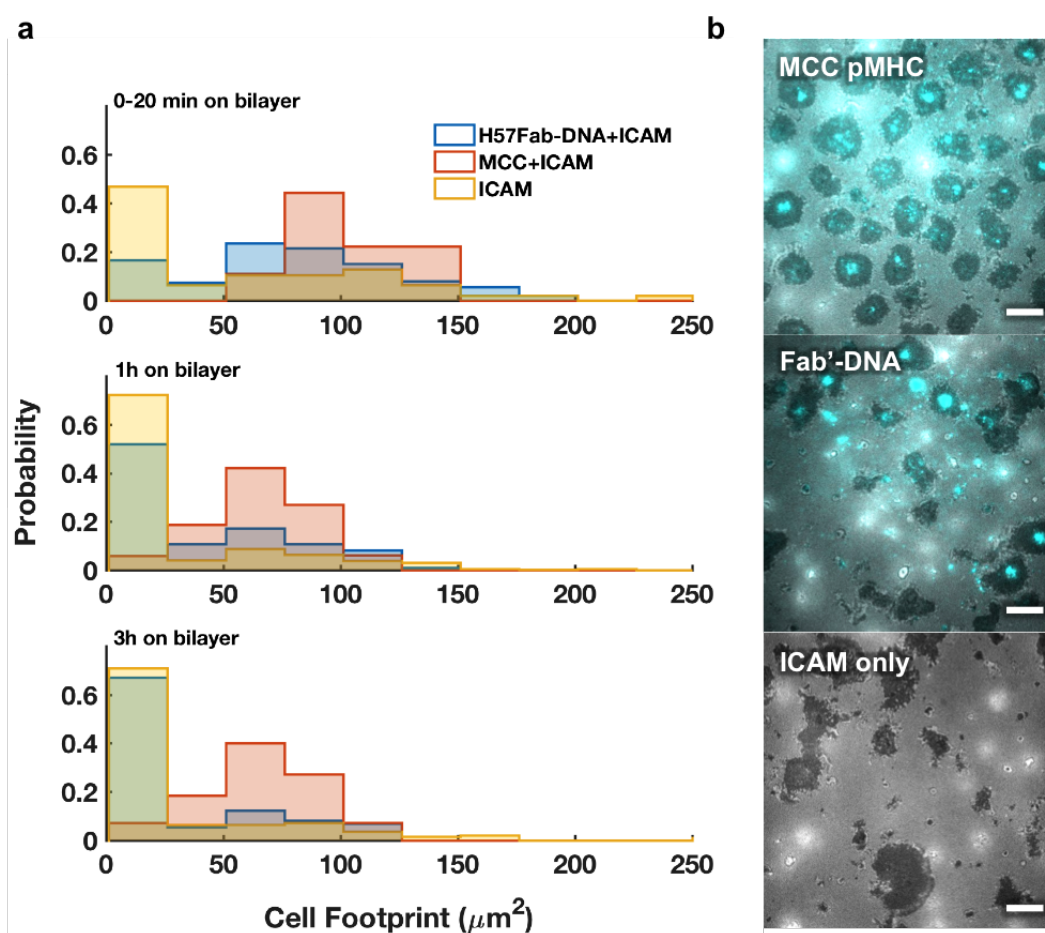 a
b
0-20 min on bilayer
H57Fab-DNA+ICAM
MCC+ICAM
ICAM
0.6
0.4
0.2
0
0 50 100 150 200 250
1h on bilayer
0.6
0.4
0.2
0
0 50 100 150 200 250
3h on bilayer
0.6
0.4
0.2
0
0 50 100 150 200 250
Probability
Cell Footprint (μm²)
MCC pMHC
Fab'-DNA
ICAM only